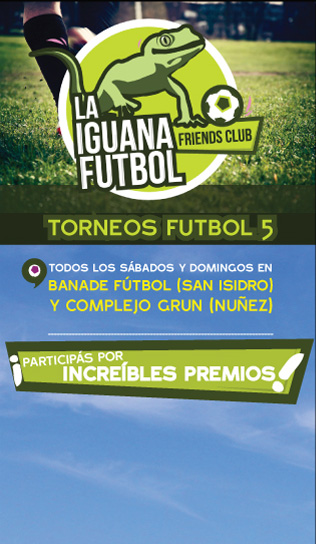 LA
IGUANA
FUTBOL
FRIENDS CLUB
TORNEOS FUTBOL 5
TODOS LOS SÁBADOS Y DOMINGOS EN
BANADE FÚTBOL (SAN ISIDRO)
Y COMPLEJO GRUN (NUÑEZ)
¡PARTICIPÁS POR
INCREÍBLES PREMIOS!